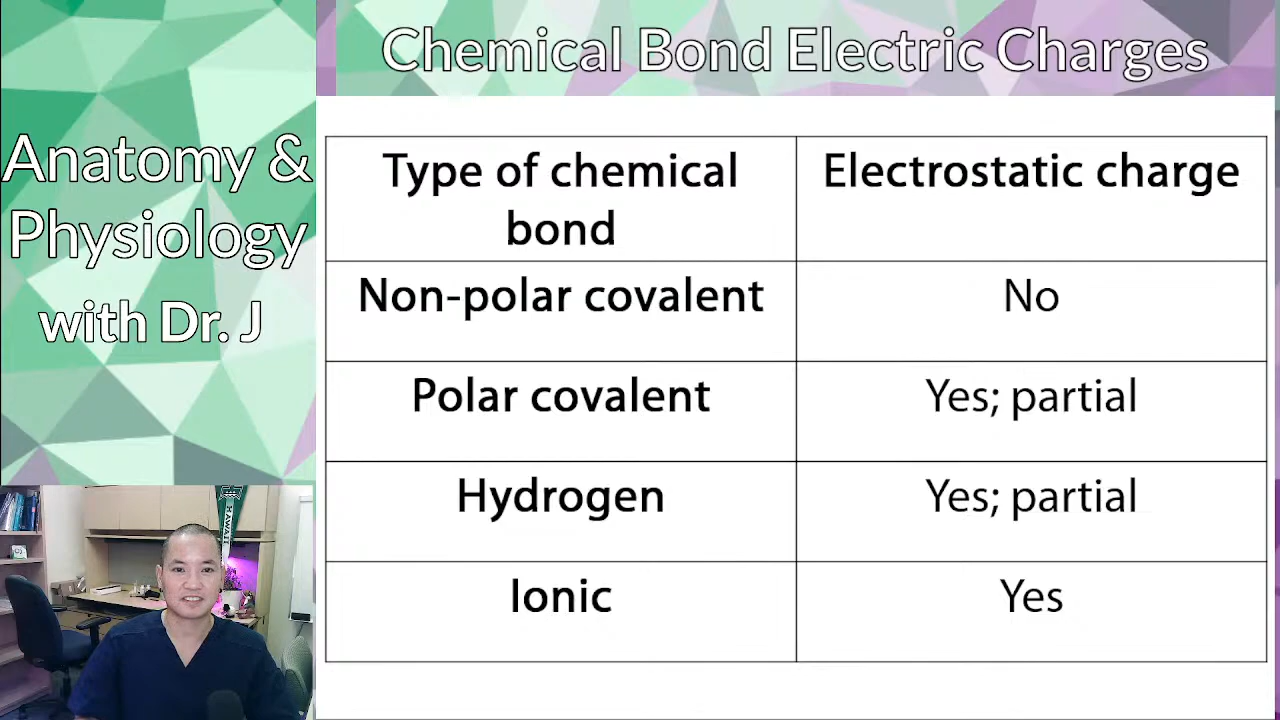 Chemical Bond Electric Charges
Anatomy &
Physiology
with Dr. J
Type of chemical
bond
Electrostatic charge
Non-polar covalent
No
Polar covalent
Yes; partial
Hydrogen
Yes; partial
Ionic
Yes
HAWAII